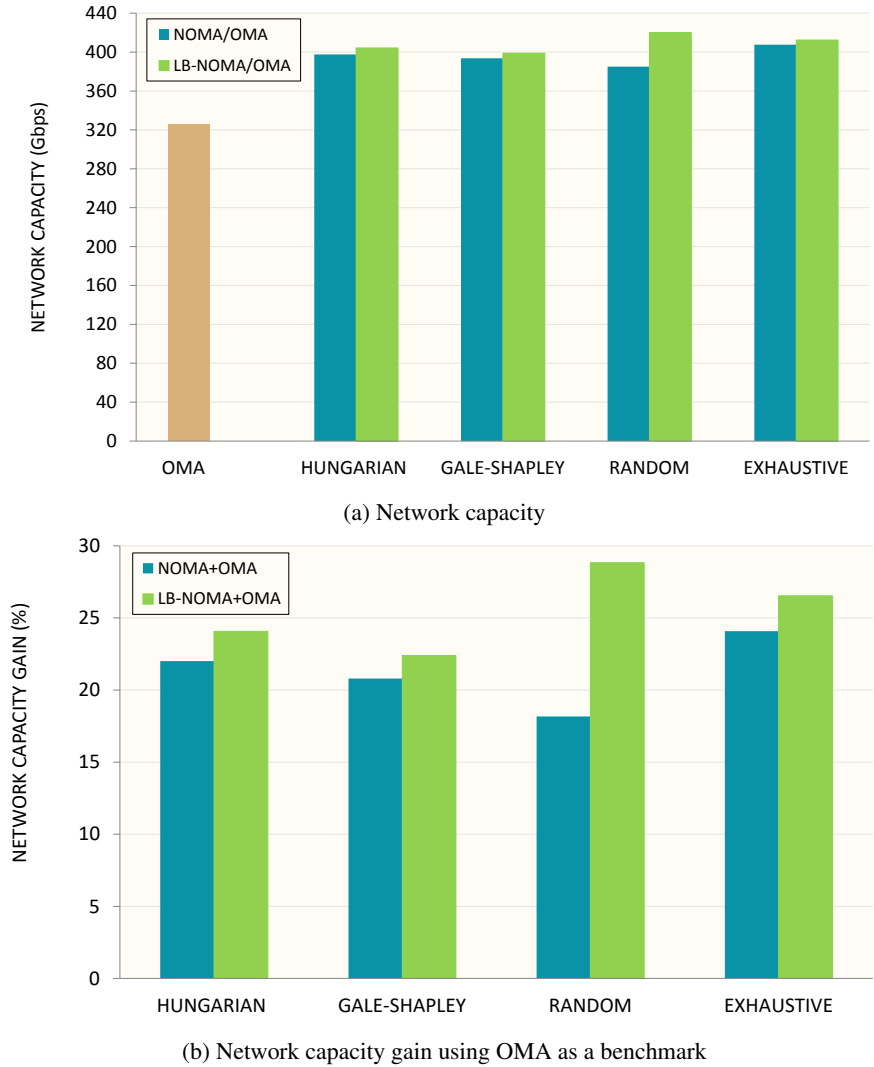 NETWORK CAPACITY (Gbps)
440
400
360
320
280
240
200
160
120
80
40
0
NOMA/OMA
LB-NOMA/OMA
OMA HUNGARIAN GALE-SHAPLEY RANDOM EXHAUSTIVE
(a) Network capacity
NETWORK CAPACITY GAIN (%)
30
25
20
15
10
5
0
NOMA+OMA
LB-NOMA+OMA
HUNGARIAN GALE-SHAPLEY RANDOM EXHAUSTIVE
(b) Network capacity gain using OMA as a benchmark